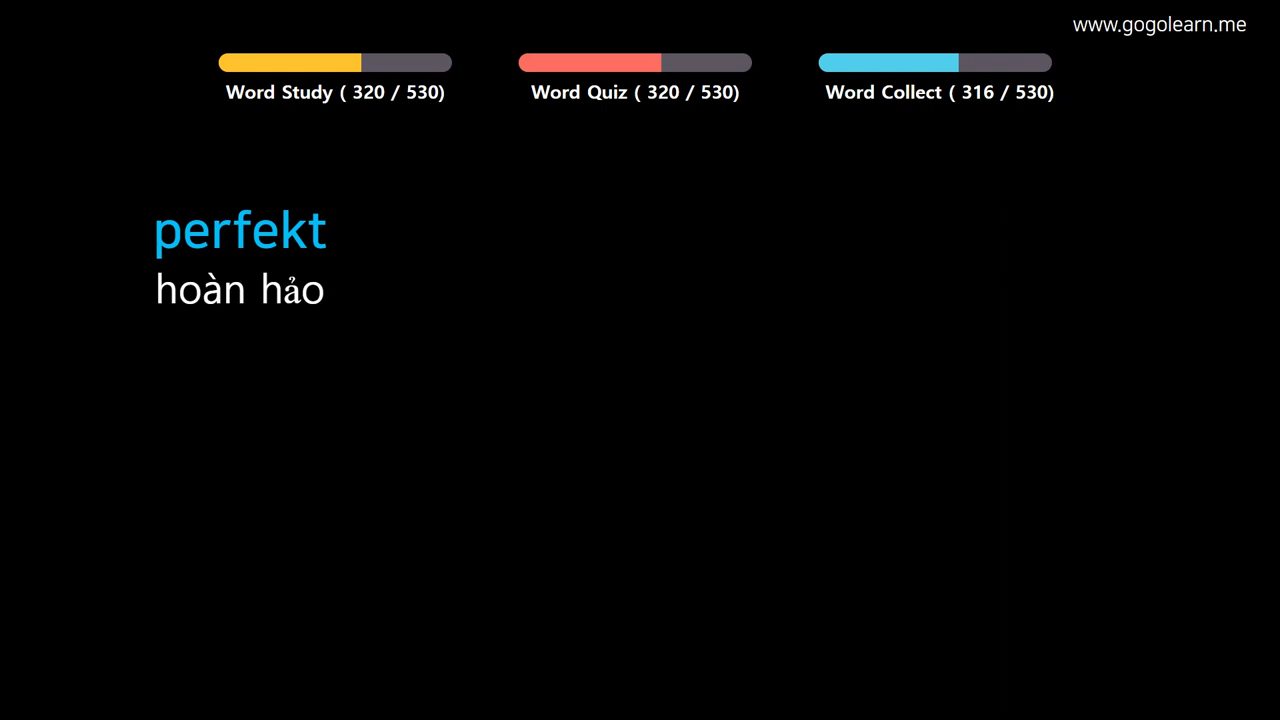 www.gogolearn.me
Word Study ( 320 / 530)
Word Quiz ( 320 / 530)
Word Collect ( 316 / 530)
perfekt
hoàn hảo